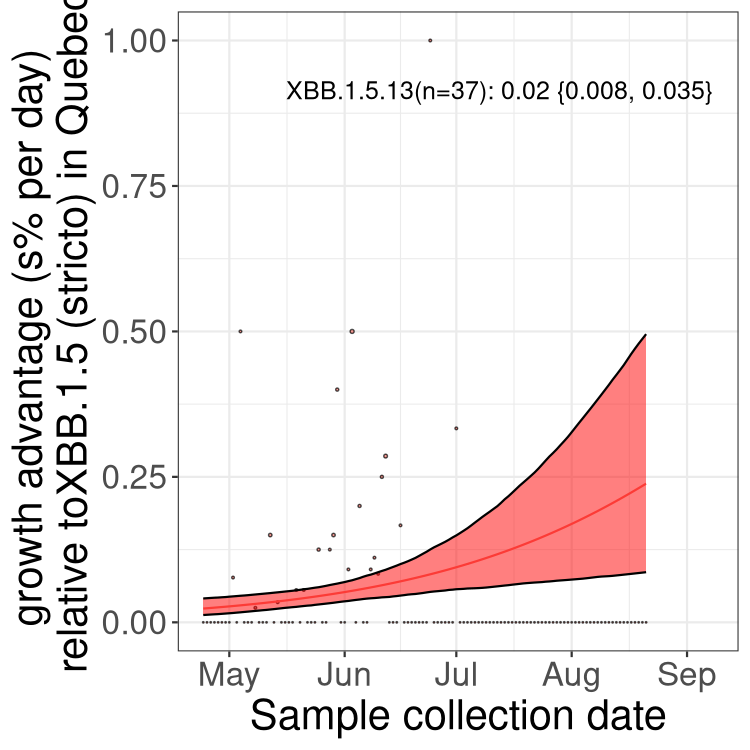 growth advantage (s% per day)
relative toXBB.1.5 (stricto) in Quebec
1.00
0.75
0.50
0.25
0.00
XBB.1.5.13(n=37): 0.02 {0.008, 0.035}
May Jun Jul Aug Sep
Sample collection date